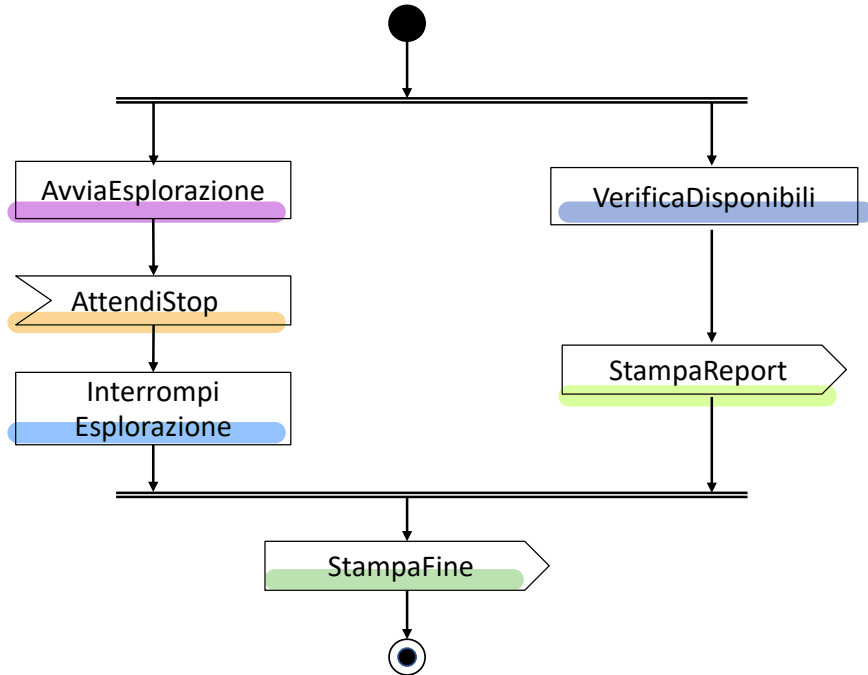 AvviaEsplorazione
VerificaDisponibili
AttendiStop
StampaReport
Interrompi
Esplorazione
StampaFine